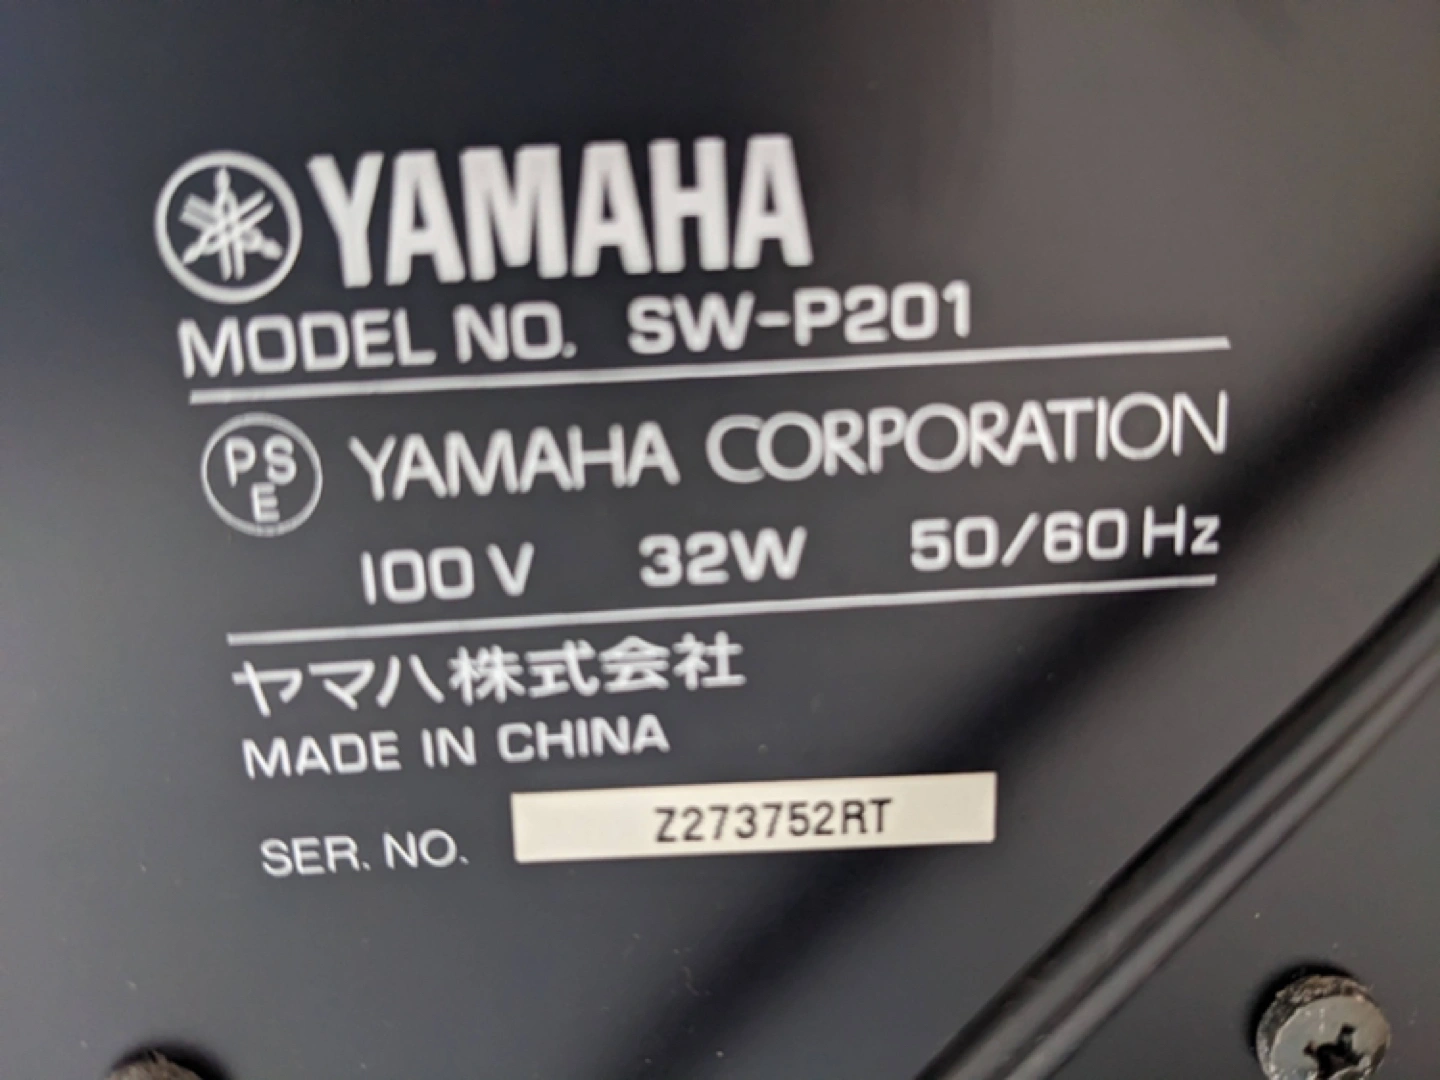 YAMAHA
MODEL NO. SW-P201
PSE YAMAHA CORPORATION
100V 32W 50/60Hz
ヤマハ株式会社
MADE IN CHINA
SER. NO. Z273752RT